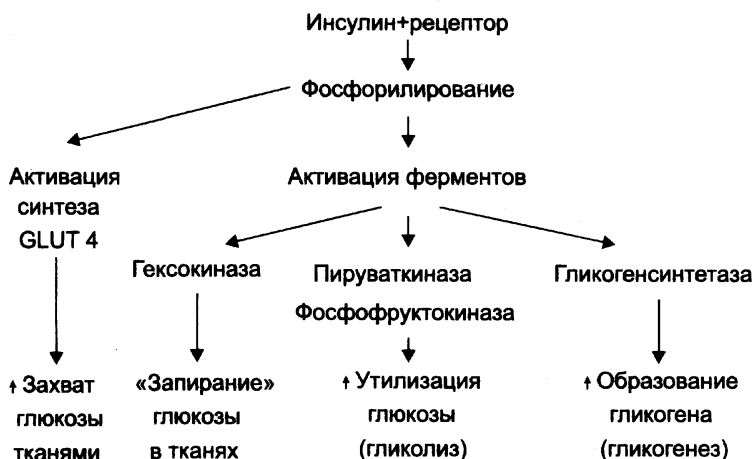 Инсулин+рецептор
Фосфорилирование
Активация
синтеза
GLUT 4
Активация ферментов
Гексокиназа
Пируваткиназа
Фосфофруктокиназа
Гликогенсинтетаза
↑ Захват
глюкозы
тканями
«Запирание»
глюкозы
в тканях
↑ Утилизация
глюкозы
(гликолиз)
↑ Образование
гликогена
(гликогенез)